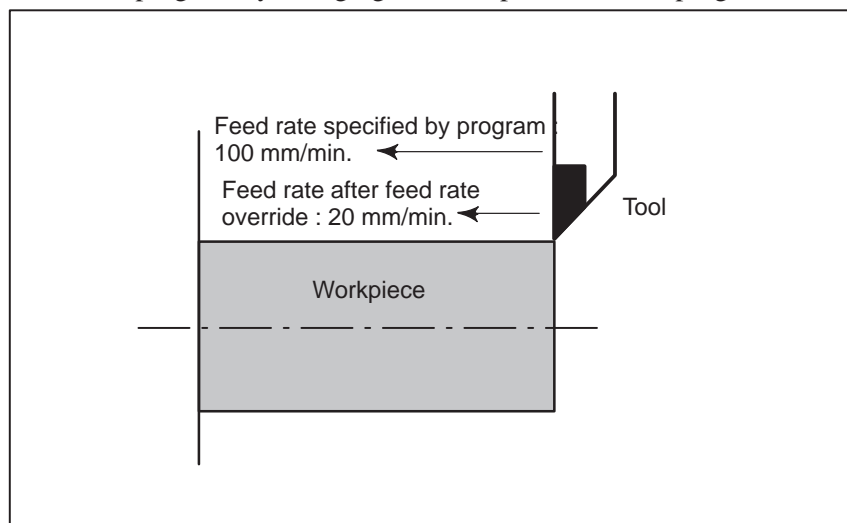 Feed rate specified by program :
100 mm/min.
Feed rate after feed rate
override : 20 mm/min.
Tool
Workpiece